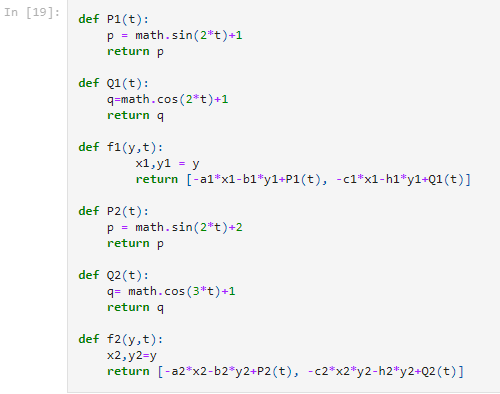 In [19]:
def P1(t):
    p = math.sin(2*t)+1
    return p
def Q1(t):
    q=math.cos(2*t)+1
    return q
def f1(y,t):
        x1,y1 = y
        return [-a1*x1-b1*y1+P1(t), -c1*x1-h1*y1+Q1(t)]
def P2(t):
    p = math.sin(2*t)+2
    return p
def Q2(t):
    q= math.cos(3*t)+1
    return q
def f2(y,t):
    x2,y2=y
    return [-a2*x2-b2*y2+P2(t), -c2*x2*y2-h2*y2+Q2(t)]